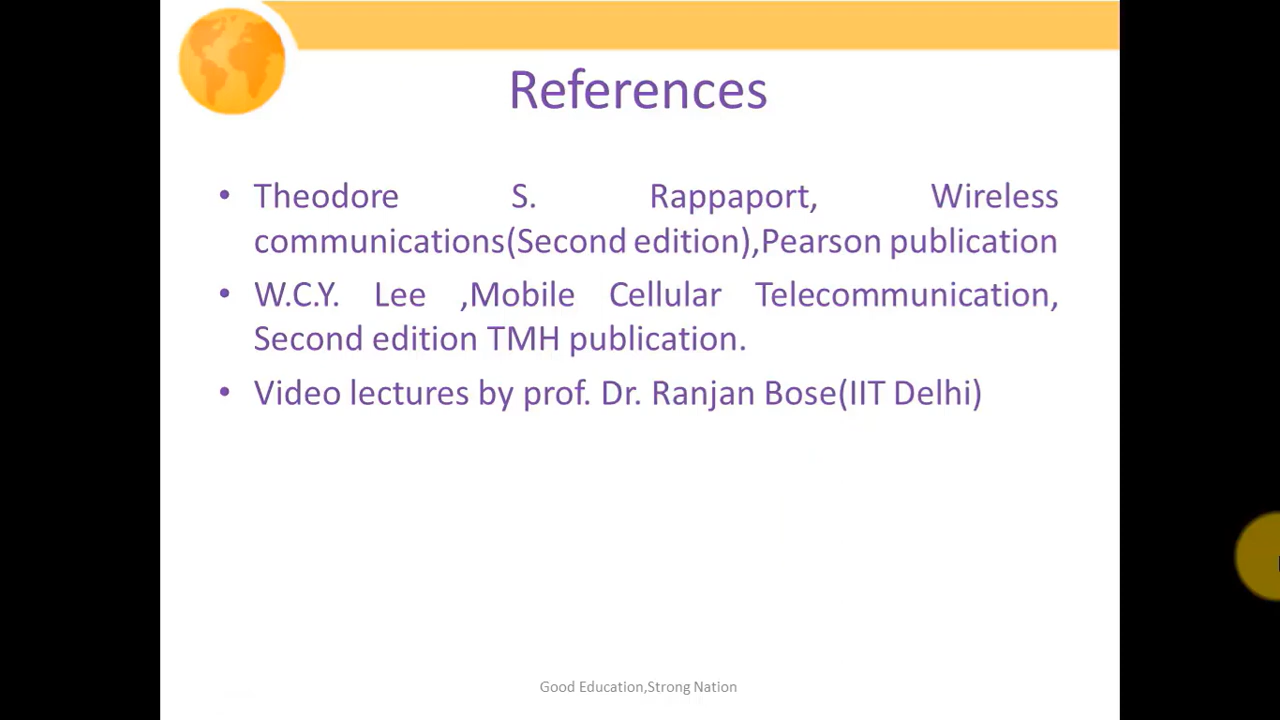 References
• Theodore S. Rappaport, Wireless
communications(Second edition),Pearson publication
• W.C.Y. Lee ,Mobile Cellular Telecommunication,
Second edition TMH publication.
• Video lectures by prof. Dr. Ranjan Bose(IIT Delhi)
Good Education,Strong Nation